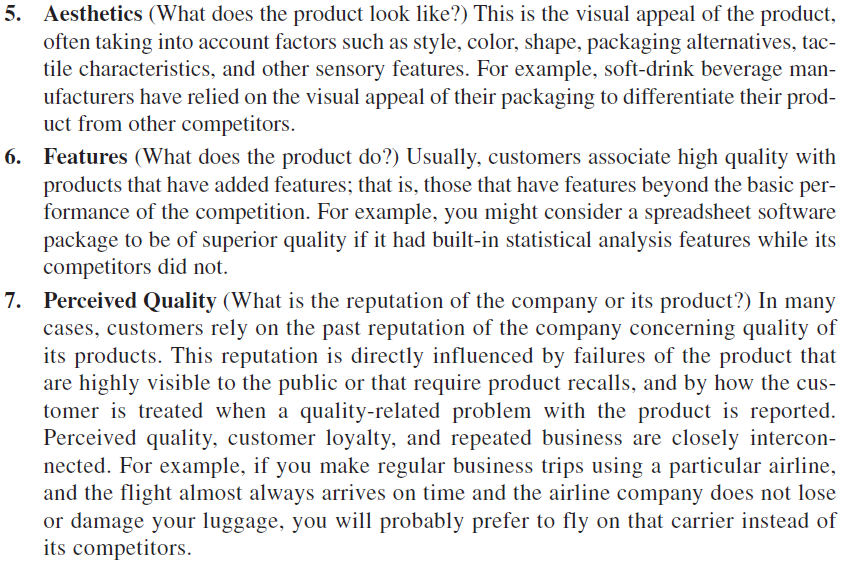 5. Aesthetics (What does the product look like?) This is the visual appeal of the product,
often taking into account factors such as style, color, shape, packaging alternatives, tac-
tile characteristics, and other sensory features. For example, soft-drink beverage man-
ufacturers have relied on the visual appeal of their packaging to differentiate their prod-
uct from other competitors.
6. Features (What does the product do?) Usually, customers associate high quality with
products that have added features; that is, those that have features beyond the basic per-
formance of the competition. For example, you might consider a spreadsheet software
package to be of superior quality if it had built-in statistical analysis features while its
competitors did not.
7. Perceived Quality (What is the reputation of the company or its product?) In many
cases, customers rely on the past reputation of the company concerning quality of
its products. This reputation is directly influenced by failures of the product that
are highly visible to the public or that require product recalls, and by how the cus-
tomer is treated when a quality-related problem with the product is reported.
Perceived quality, customer loyalty, and repeated business are closely intercon-
nected. For example, if you make regular business trips using a particular airline,
and the flight almost always arrives on time and the airline company does not lose
or damage your luggage, you will probably prefer to fly on that carrier instead of
its competitors.